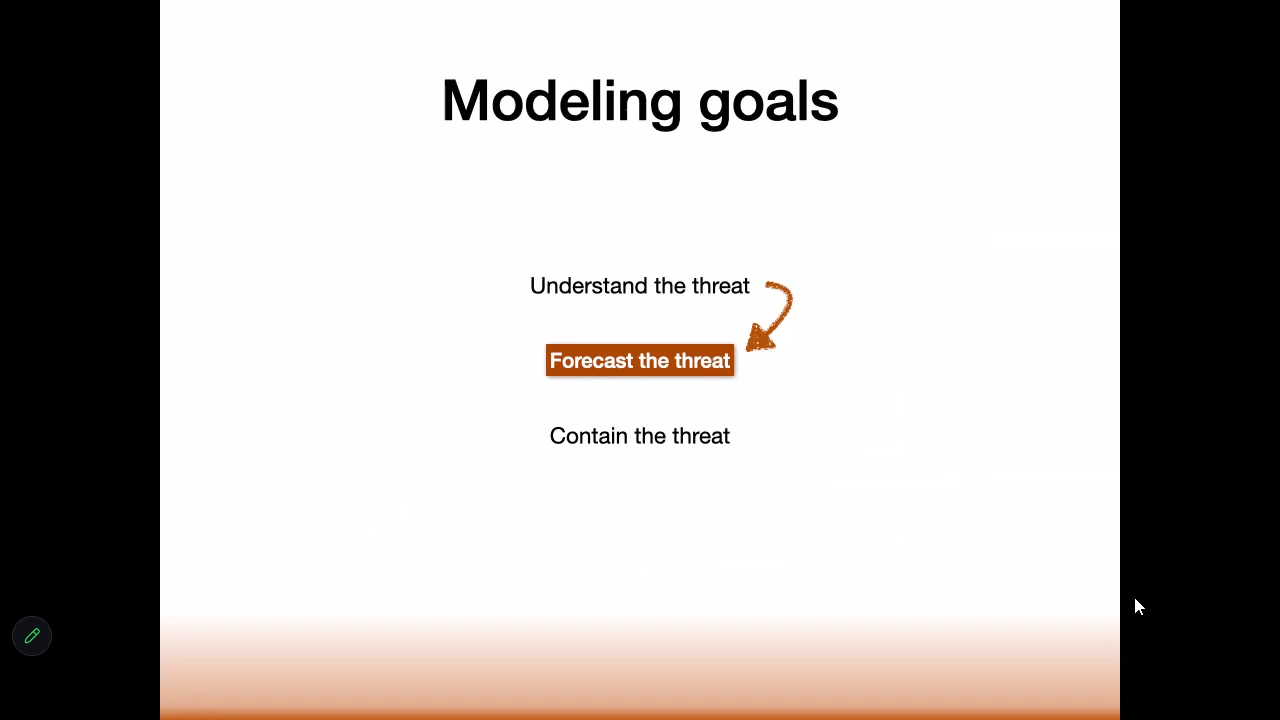 Modeling goals
Understand the threat
Forecast the threat
Contain the threat